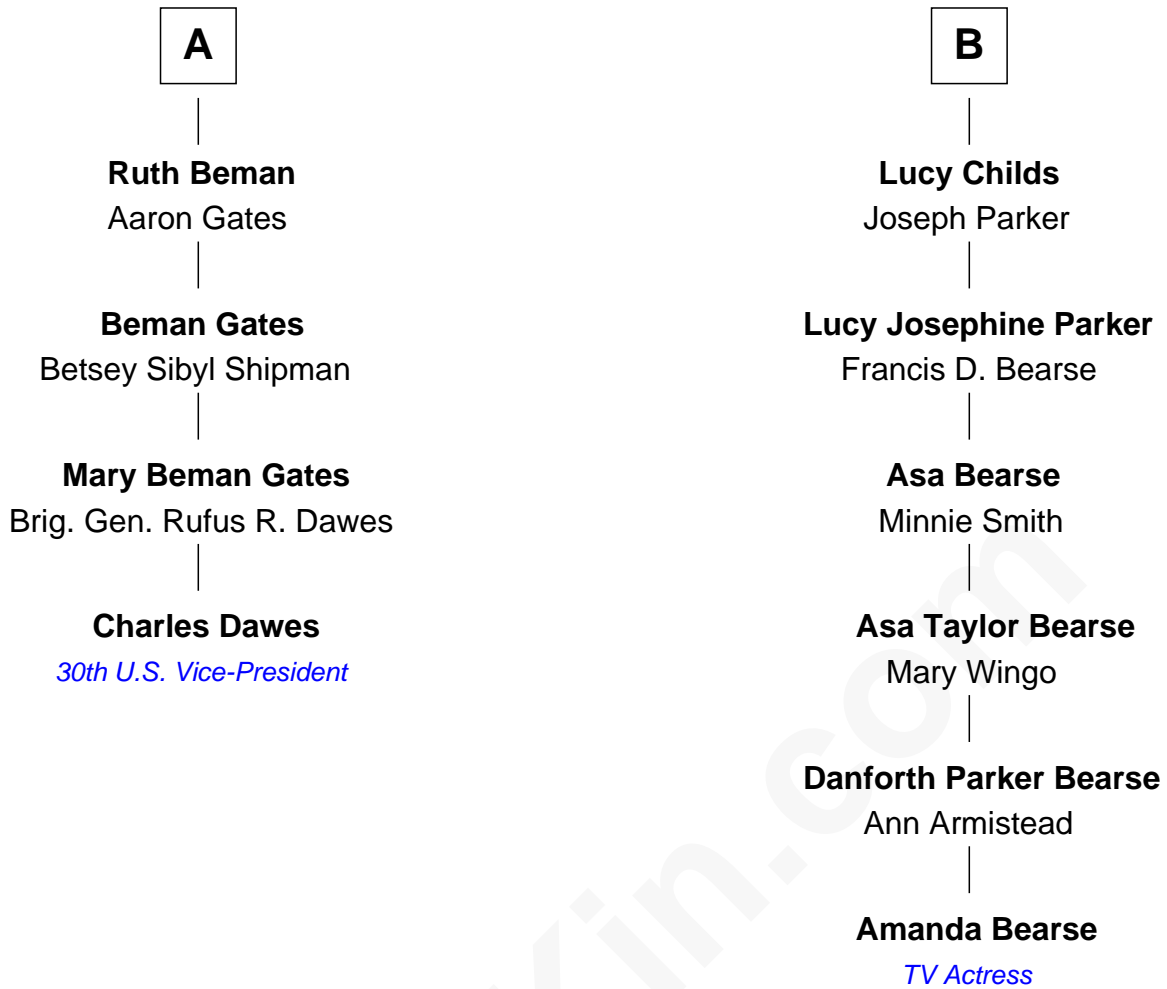 A
Ruth Beman
Aaron Gates
Beman Gates
Betsey Sibyl Shipman
Mary Beman Gates
Brig. Gen. Rufus R. Dawes
Charles Dawes
30th U.S. Vice-President
B
Lucy Childs
Joseph Parker
Lucy Josephine Parker
Francis D. Bearse
Asa Bearse
Minnie Smith
Asa Taylor Bearse
Mary Wingo
Danforth Parker Bearse
Ann Armistead
Amanda Bearse
TV Actress